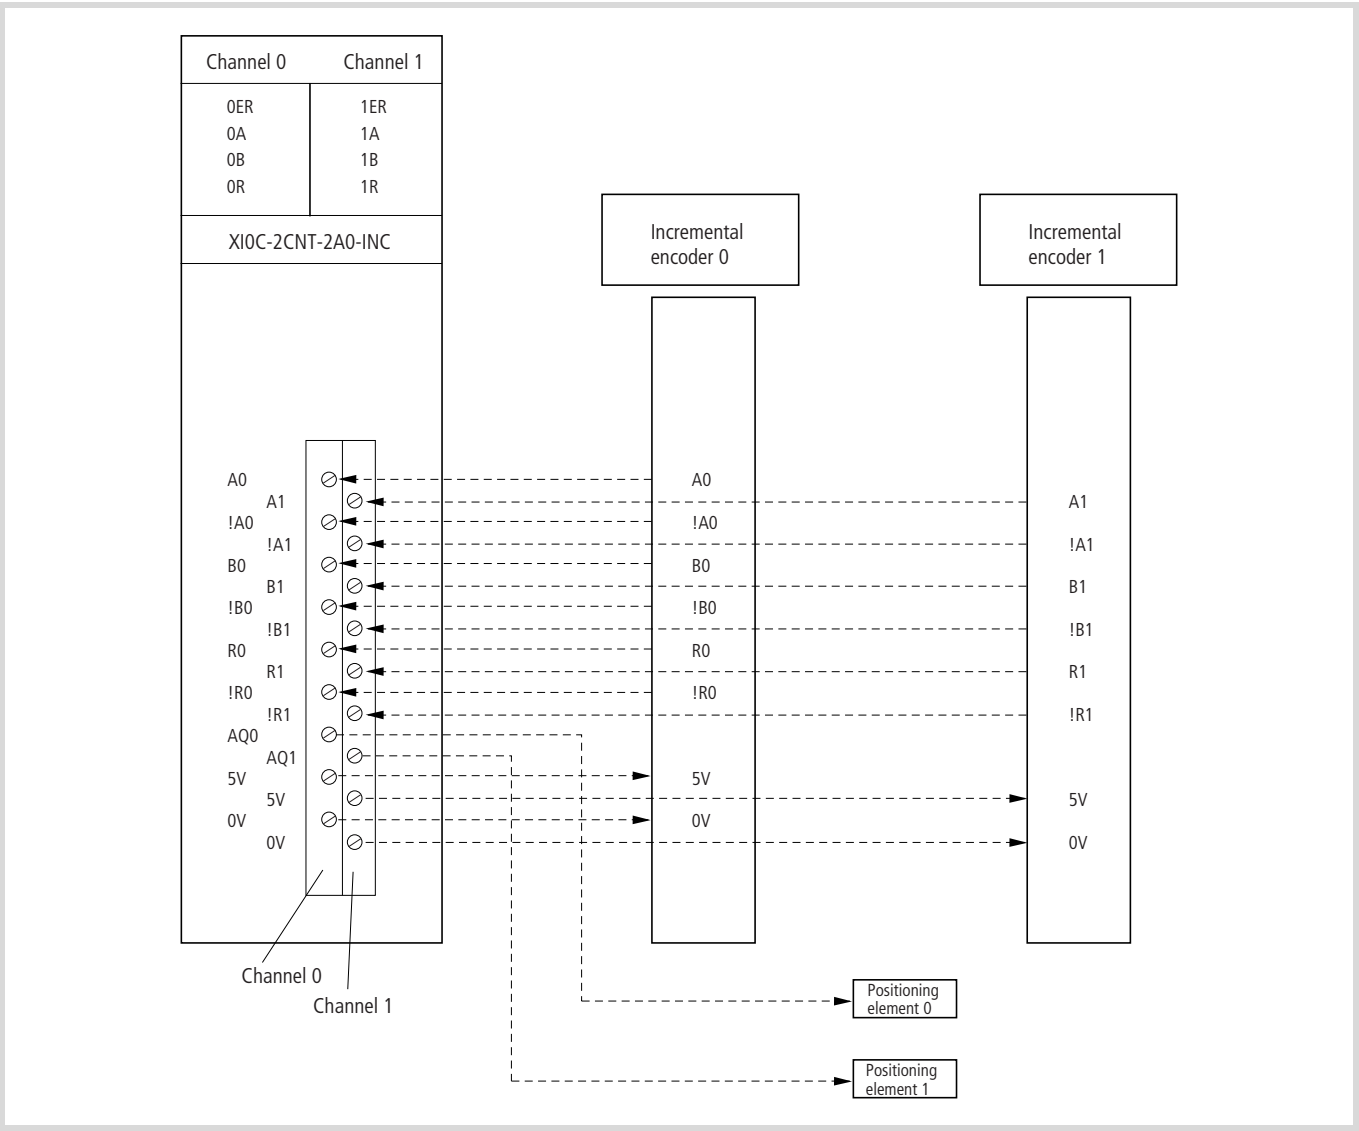 Channel 0 Channel 1
0ER 1ER
0A 1A
0B 1B
0R 1R
XI0C-2CNT-2A0-INC
Incremental
encoder 0
Incremental
encoder 1
A0 A0
A1 A1
!A0 !A0
!A1 !A1
B0 B0
B1 B1
!B0 !B0
!B1 !B1
R0 R0
R1 R1
!R0 !R0
!R1 !R1
AQ0
AQ1
5V 5V
5V 5V
0V 0V
0V 0V
Channel 0
Channel 1
Positioning
element 0
Positioning
element 1